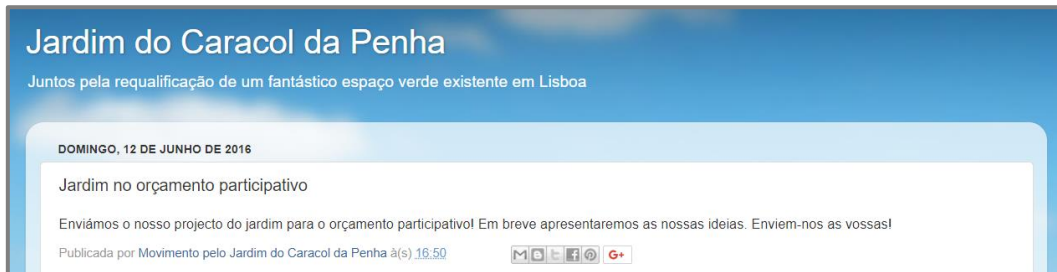 Jardim do Caracol da Penha
Juntos pela requalificação de um fantástico espaço verde existente em Lisboa
DOMINGO, 12 DE JUNHO DE 2016
Jardim no orçamento participativo
Enviámos o nosso projecto do jardim para o orçamento participativo! Em breve apresentaremos as nossas ideias. Enviem-nos as vossas!
Publicada por Movimento pelo Jardim do Caracol da Penha à(s) 16:50 G+